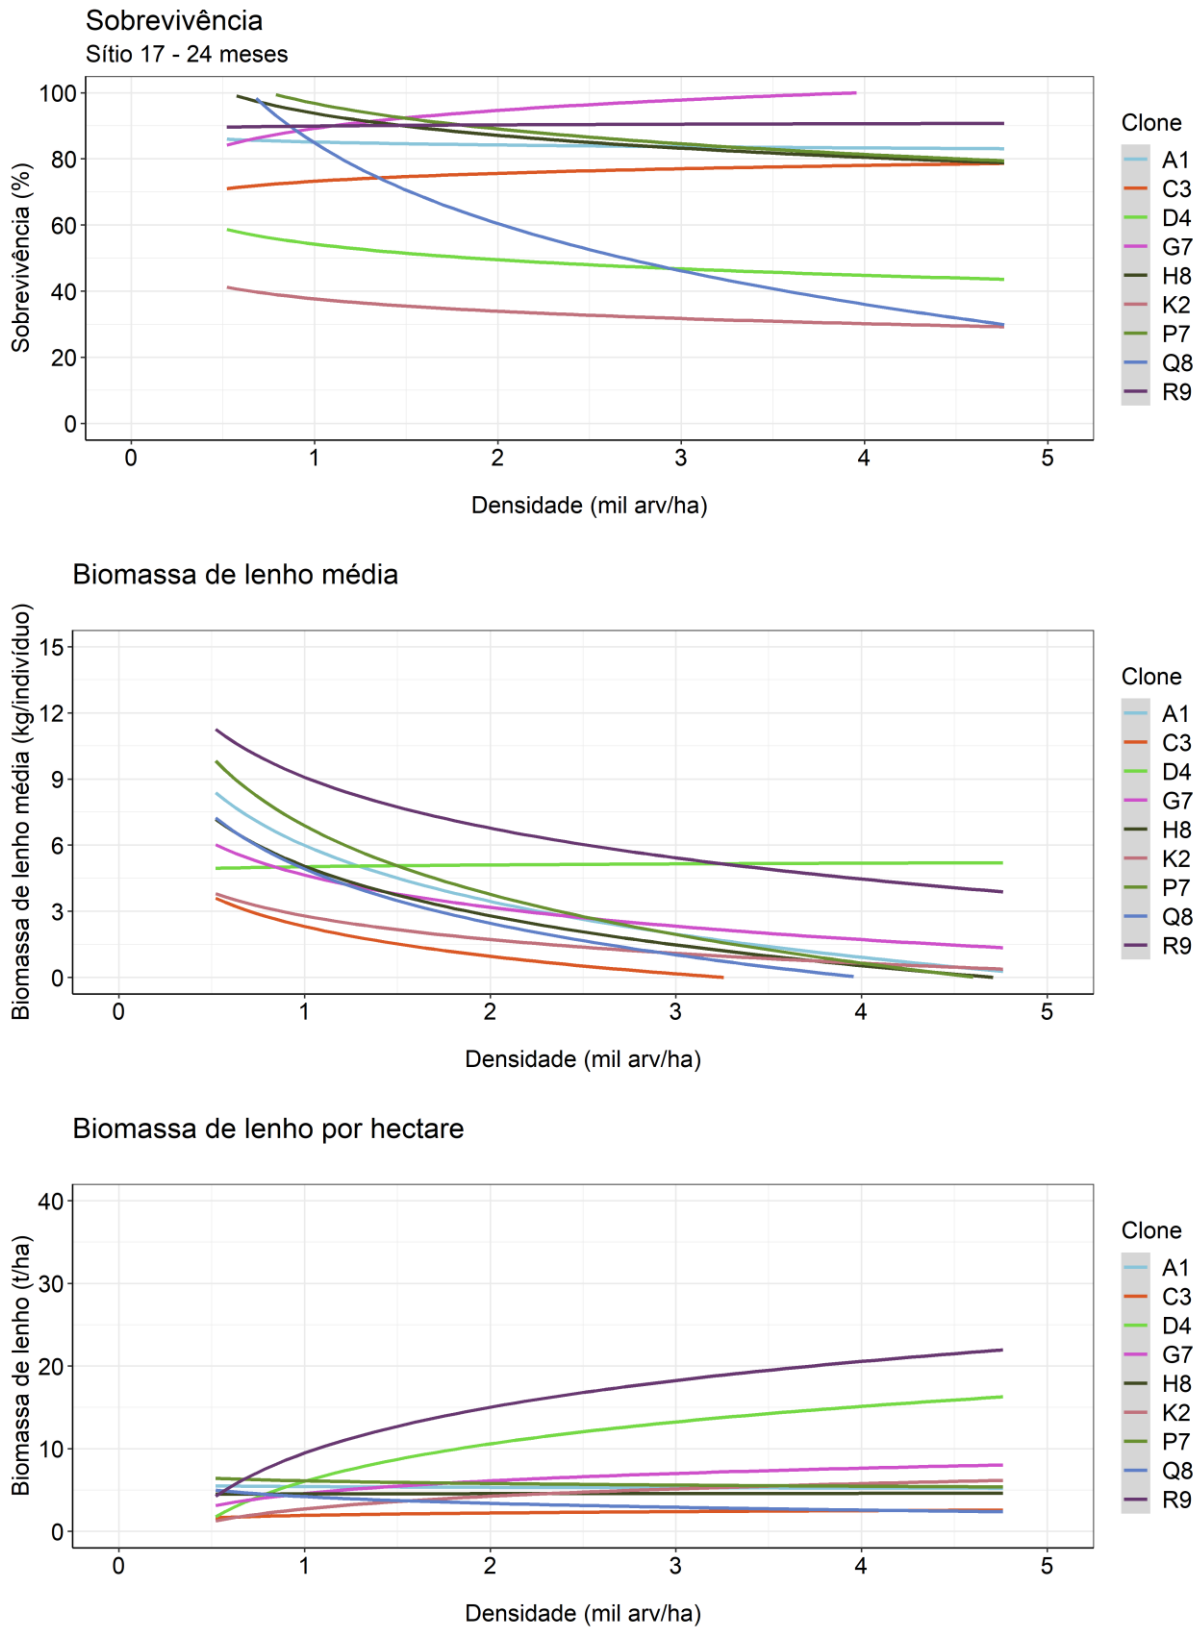 Sobrevivência
Sítio 17 - 24 meses
Sobrevivência (%)
100
80
60
40
20
0
0 1 2 3 4 5
Densidade (mil arv/ha)
Clone
A1
C3
D4
G7
H8
K2
P7
Q8
R9
Biomassa de lenho média
Biomassa de lenho média (kg/indivíduo)
15
12
9
6
3
0
0 1 2 3 4 5
Densidade (mil arv/ha)
Clone
A1
C3
D4
G7
H8
K2
P7
Q8
R9
Biomassa de lenho por hectare
Biomassa de lenho (t/ha)
40
30
20
10
0
0 1 2 3 4 5
Densidade (mil arv/ha)
Clone
A1
C3
D4
G7
H8
K2
P7
Q8
R9